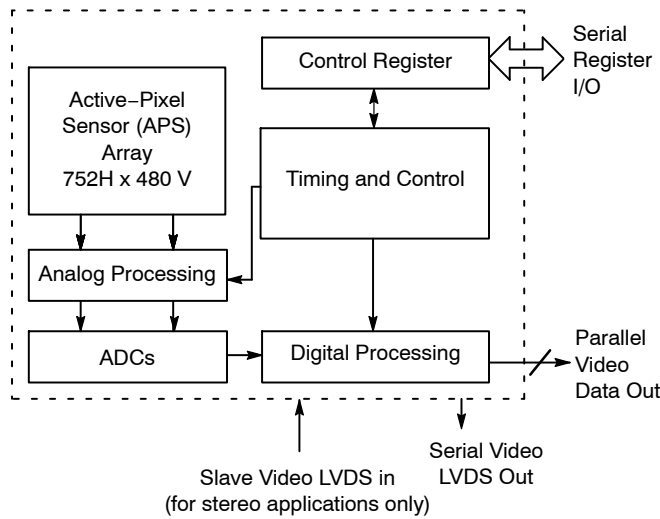 Control Register
Serial
Register
I/O
Active−Pixel
Sensor (APS)
Array
752H x 480 V
Timing and Control
Analog Processing
ADCs
Digital Processing
Parallel
Video
Data Out
Slave Video LVDS in
(for stereo applications only)
Serial Video
LVDS Out